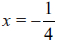 x = -1/4